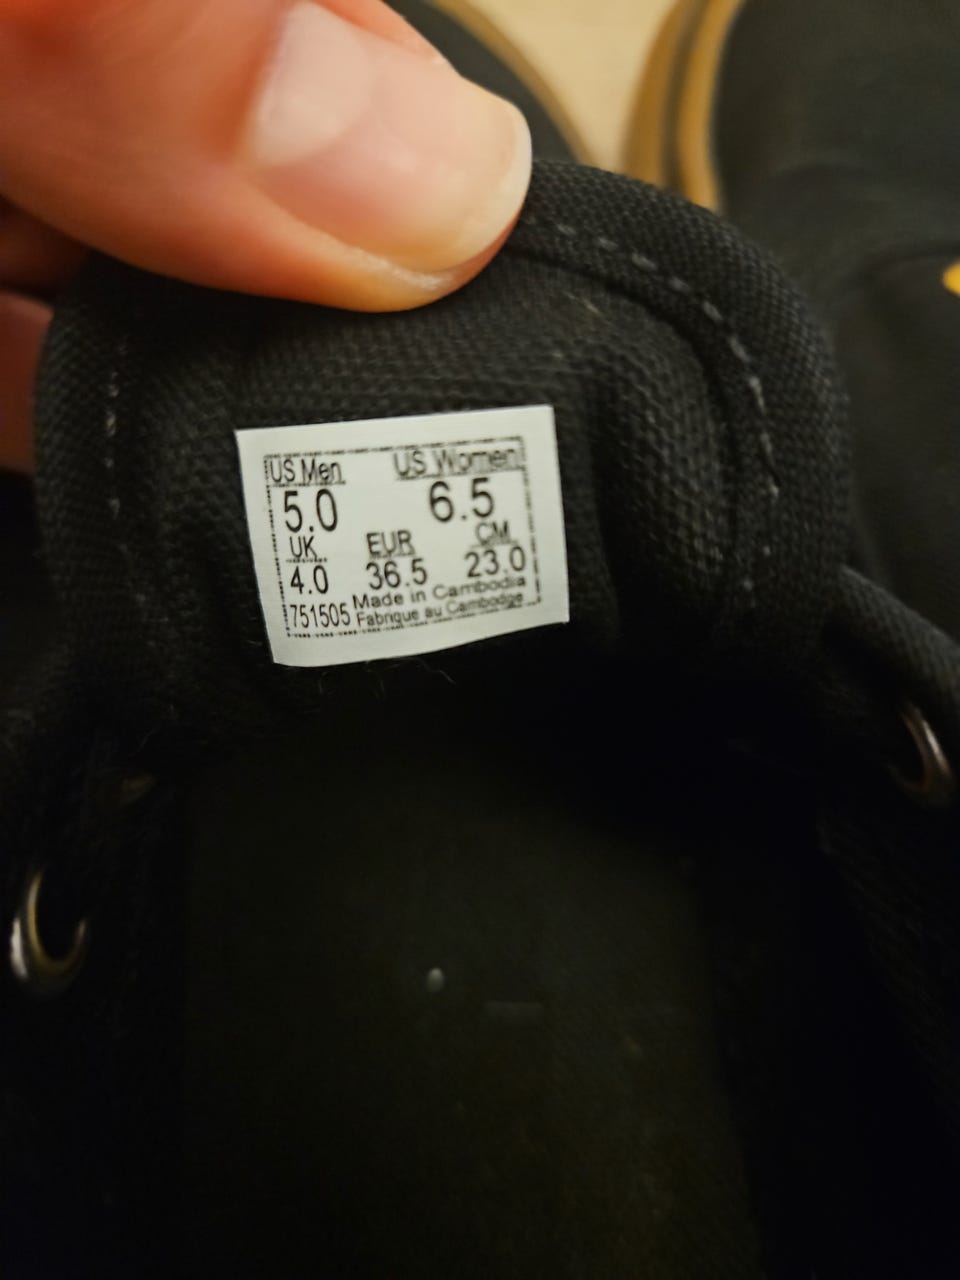 US Men US Women
5.0 6.5
UK EUR CM
4.0 36.5 23.0
751505 Made in Cambodia
Fabrique au Cambodge